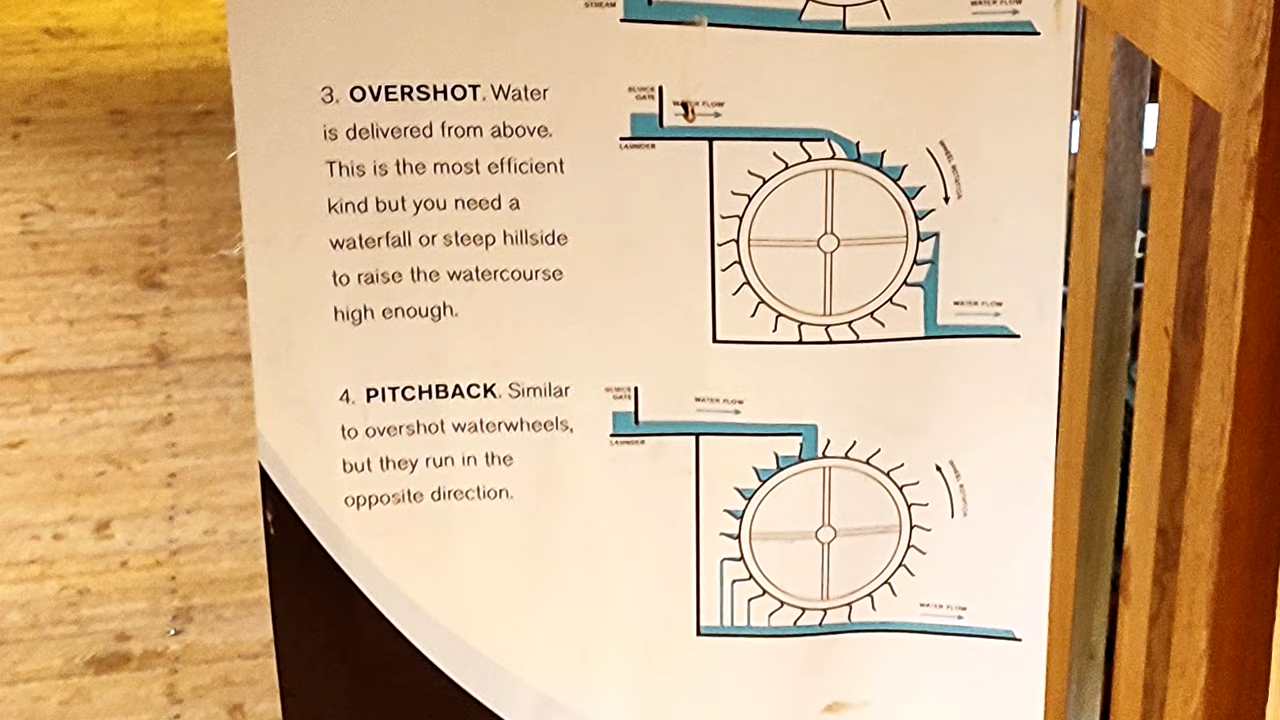 STREAM
WATER FLOW
3. OVERSHOT. Water
is delivered from above.
This is the most efficient
kind but you need a
waterfall or steep hillside
to raise the watercourse
high enough.
SLUICE
GATE
WATER FLOW
LAUNDER
WHEEL ROTATION
WATER FLOW
4. PITCHBACK. Similar
to overshot waterwheels,
but they run in the
opposite direction.
SLUICE
GATE
WATER FLOW
LAUNDER
WHEEL ROTATION
WATER FLOW